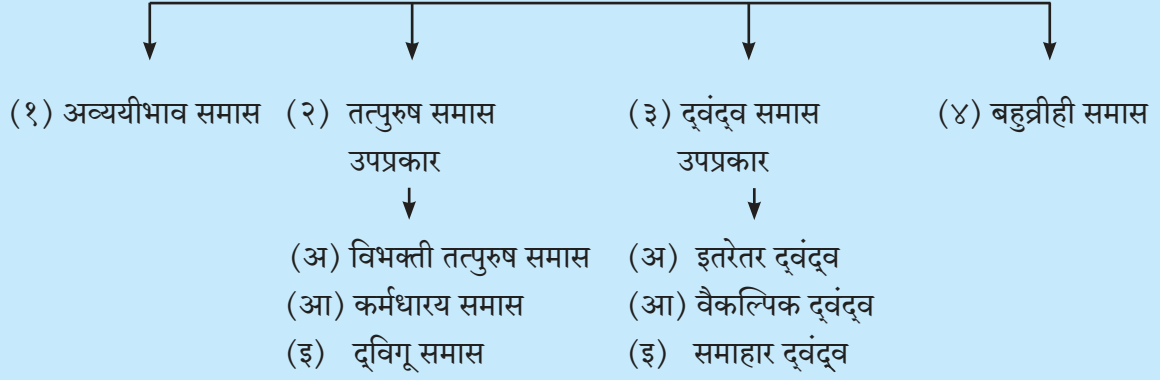 (१) अव्ययीभाव समास (२) तत्पुरुष समास (३) द्‌वंद्‌व समास (४) बहुव्रीही समास
उपप्रकार उपप्रकार
(अ) विभक्ती तत्पुरुष समास (अ) इतरेतर द्‌वंद्‌व
(आ) कर्मधारय समास (आ) वैकल्पिक द्‌वंद्‌व
(इ) द्‌विगू समास (इ) समाहार द्‌वंद्‌व